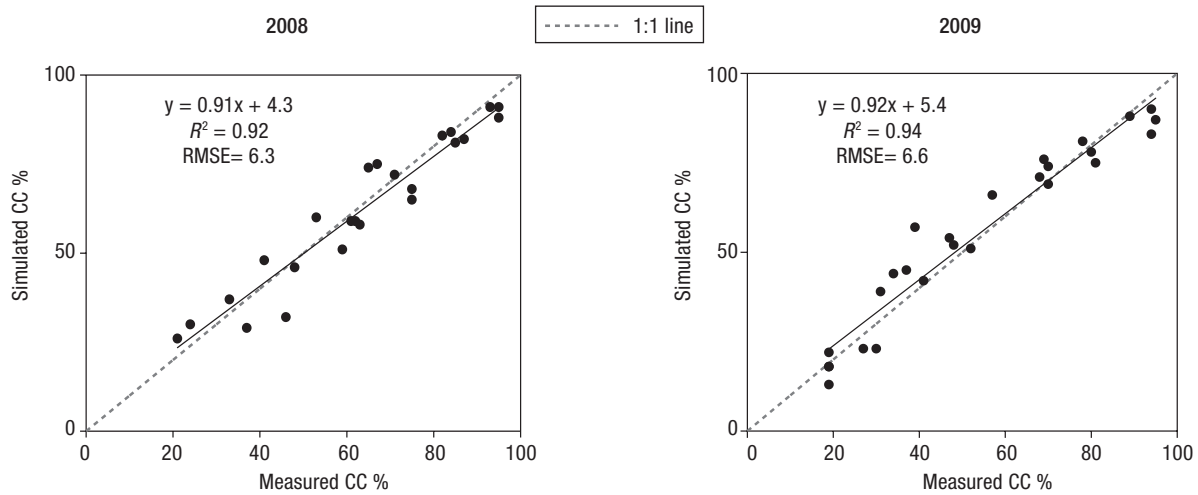 2008
1:1 line
2009
100
y = 0.91x + 4.3
R² = 0.92
RMSE= 6.3
Simulated CC %
50
0
0 20 40 60 80 100
Measured CC %
100
y = 0.92x + 5.4
R² = 0.94
RMSE= 6.6
Simulated CC %
50
0
0 20 40 60 80 100
Measured CC %